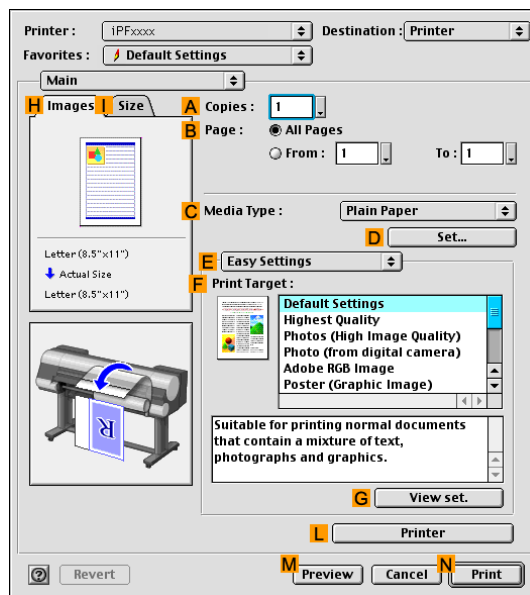 Printer : iPFxxxx Destination : Printer
Favorites : Default Settings
Main
H Images I Size
A Copies : 1
B Page : All Pages
From : 1 To : 1
C Media Type : Plain Paper
D Set...
Letter (8.5"x11")
Actual Size
Letter (8.5"x11")
E Easy Settings
F Print Target :
Default Settings
Highest Quality
Photos (High Image Quality)
Photo (from digital camera)
Adobe RGB Image
Poster (Graphic Image)
R
Suitable for printing normal documents
that contain a mixture of text,
photographs and graphics.
G View set.
L Printer
? Revert M Preview Cancel N Print